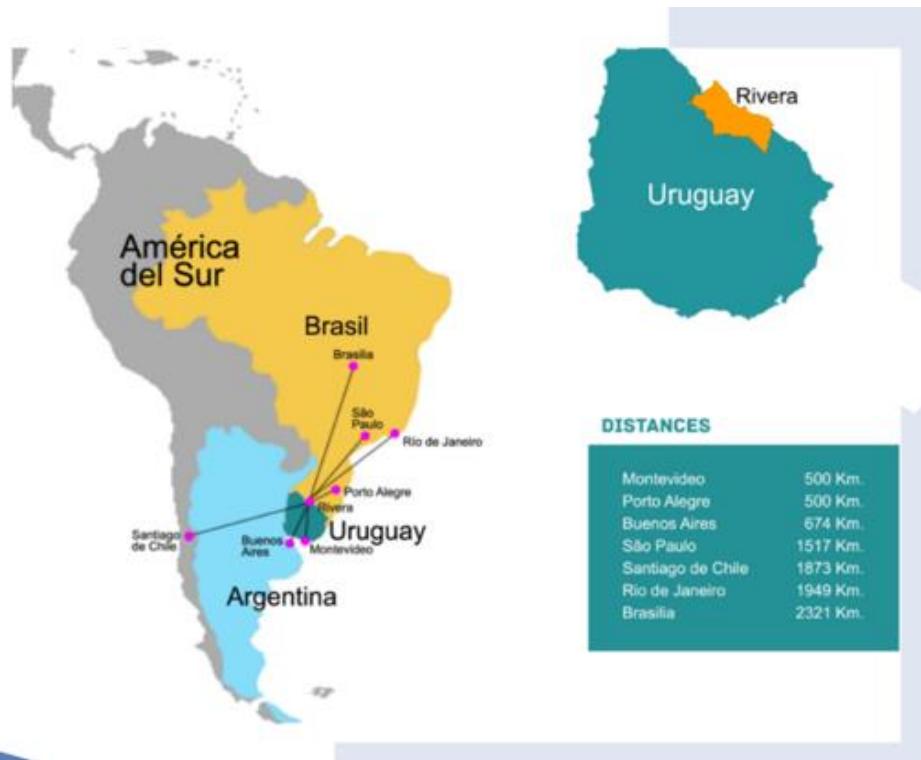 América
del Sur
Brasil
Brasilia
São
Paulo
Río de Janeiro
Porto Alegre
Rivera
Uruguay
Santiago
de Chile
Buenos
Aires
Montevideo
Argentina
Rivera
Uruguay
DISTANCES
Montevideo 500 Km.
Porto Alegre 500 Km.
Buenos Aires 674 Km.
São Paulo 1517 Km.
Santiago de Chile 1873 Km.
Río de Janeiro 1949 Km.
Brasilia 2321 Km.